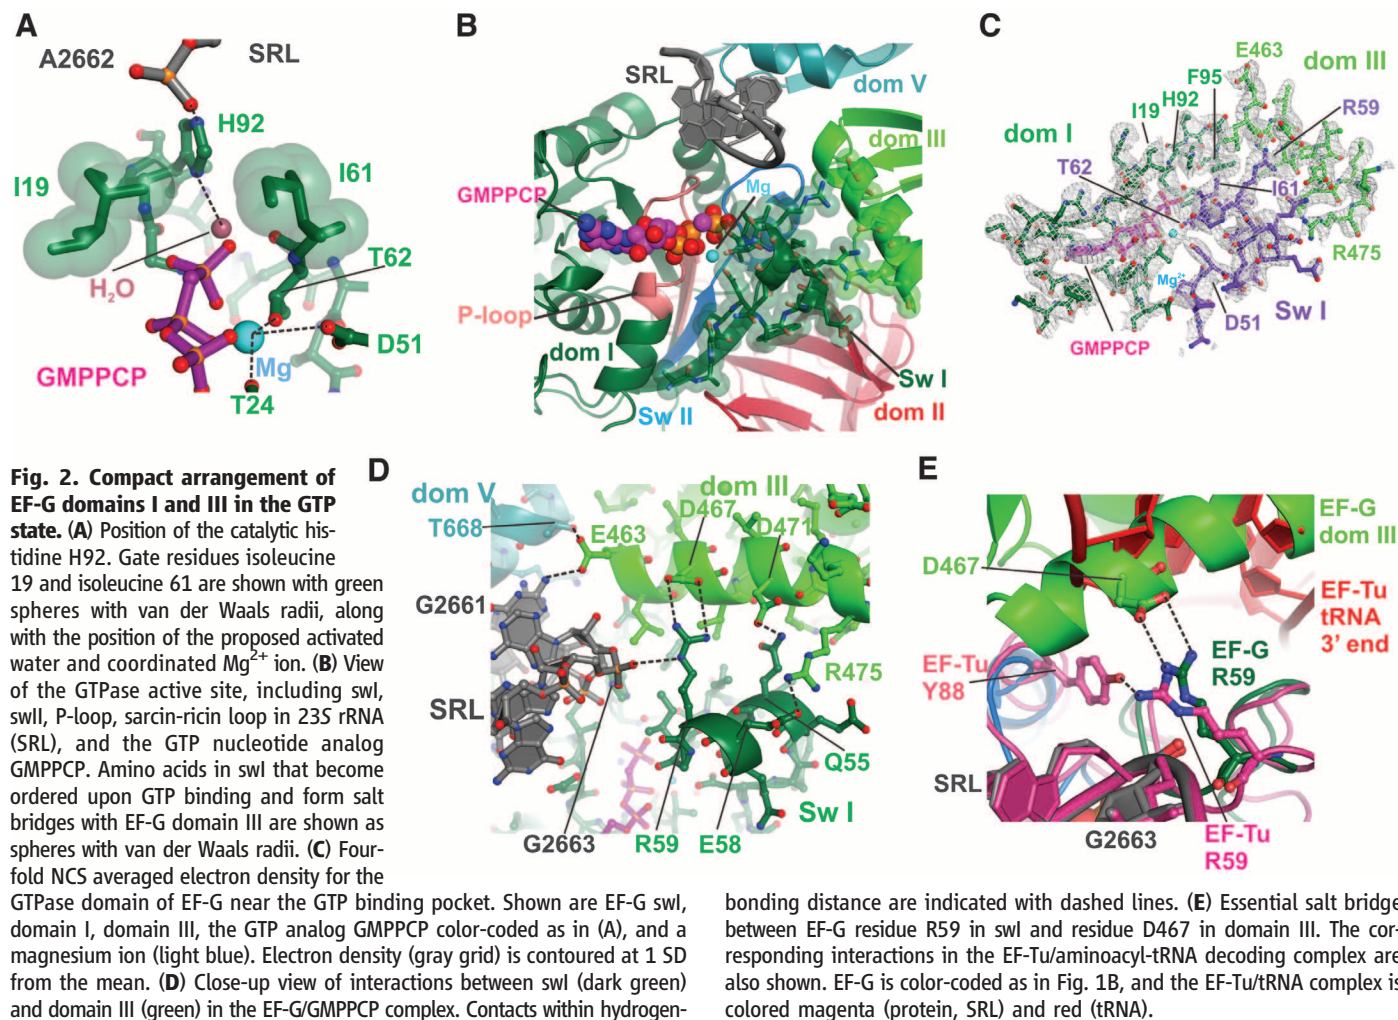 A
A2662
SRL
H92
I19
I61
T62
H₂O
D51
GMPPCP
Mg
T24
B
SRL
dom V
dom III
GMPPCP
Mg
P-loop
dom I
Sw I
Sw II
dom II
C
E463
dom III
F95
H92
I19
R59
dom I
T62
I61
R475
Mg²⁺
D51
Sw I
GMPPCP
Fig. 2. Compact arrangement of
EF-G domains I and III in the GTP
state. (A) Position of the catalytic his-
tidine H92. Gate residues isoleucine
19 and isoleucine 61 are shown with green
spheres with van der Waals radii, along
with the position of the proposed activated
water and coordinated Mg²⁺ ion. (B) View
of the GTPase active site, including swI,
swII, P-loop, sarcin-ricin loop in 23S rRNA
(SRL), and the GTP nucleotide analog
GMPPCP. Amino acids in swI that become
ordered upon GTP binding and form salt
bridges with EF-G domain III are shown as
spheres with van der Waals radii. (C) Four-
fold NCS averaged electron density for the
GTPase domain of EF-G near the GTP binding pocket. Shown are EF-G swI,
domain I, domain III, the GTP analog GMPPCP color-coded as in (A), and a
magnesium ion (light blue). Electron density (gray grid) is contoured at 1 SD
from the mean. (D) Close-up view of interactions between swI (dark green)
and domain III (green) in the EF-G/GMPPCP complex. Contacts within hydrogen-
D
dom V
T668
dom III
D467
E463
D471
G2661
SRL
R475
Q55
Sw I
G2663
R59
E58
E
EF-G
dom III
D467
EF-Tu
tRNA
3' end
EF-Tu
Y88
EF-G
R59
SRL
G2663
EF-Tu
R59
bonding distance are indicated with dashed lines. (E) Essential salt bridge
between EF-G residue R59 in swI and residue D467 in domain III. The cor-
responding interactions in the EF-Tu/aminoacyl-tRNA decoding complex are
also shown. EF-G is color-coded as in Fig. 1B, and the EF-Tu/tRNA complex is
colored magenta (protein, SRL) and red (tRNA).